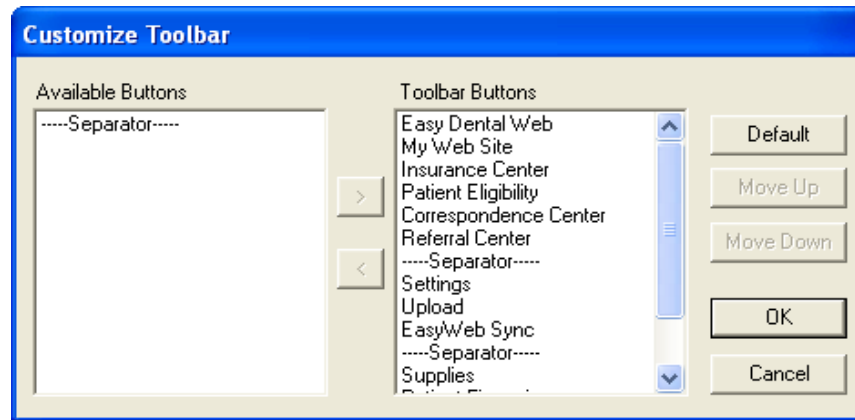 Customize Toolbar
Available Buttons
-----Separator-----
>
<
Toolbar Buttons
Easy Dental Web
My Web Site
Insurance Center
Patient Eligibility
Correspondence Center
Referral Center
-----Separator-----
Settings
Upload
EasyWeb Sync
-----Separator-----
Supplies
Default
Move Up
Move Down
OK
Cancel